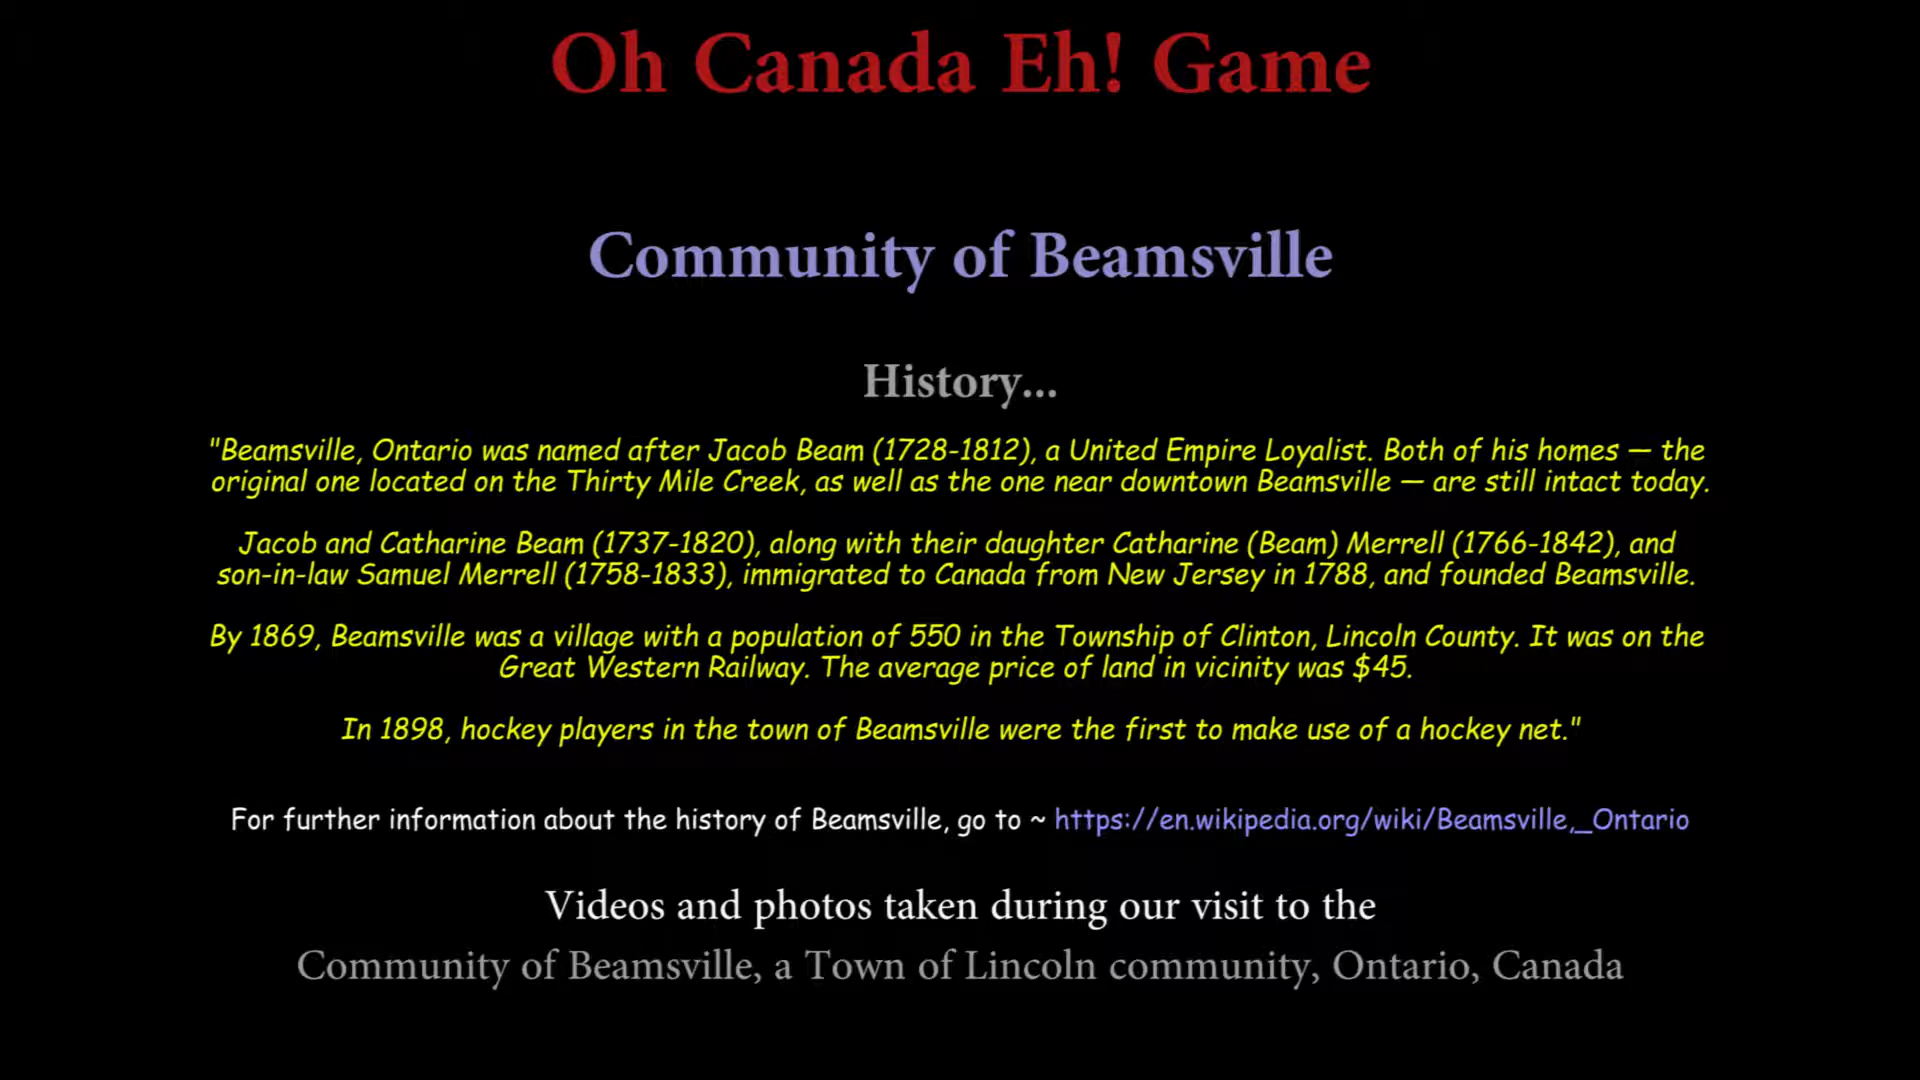 Oh Canada Eh! Game
Community of Beamsville
History...
"Beamsville, Ontario was named after Jacob Beam (1728-1812), a United Empire Loyalist. Both of his homes — the
original one located on the Thirty Mile Creek, as well as the one near downtown Beamsville — are still intact today.
Jacob and Catharine Beam (1737-1820), along with their daughter Catharine (Beam) Merrell (1766-1842), and
son-in-law Samuel Merrell (1758-1833), immigrated to Canada from New Jersey in 1788, and founded Beamsville.
By 1869, Beamsville was a village with a population of 550 in the Township of Clinton, Lincoln County. It was on the
Great Western Railway. The average price of land in vicinity was $45.
In 1898, hockey players in the town of Beamsville were the first to make use of a hockey net."
For further information about the history of Beamsville, go to ~ https://en.wikipedia.org/wiki/Beamsville,_Ontario
Videos and photos taken during our visit to the
Community of Beamsville, a Town of Lincoln community, Ontario, Canada